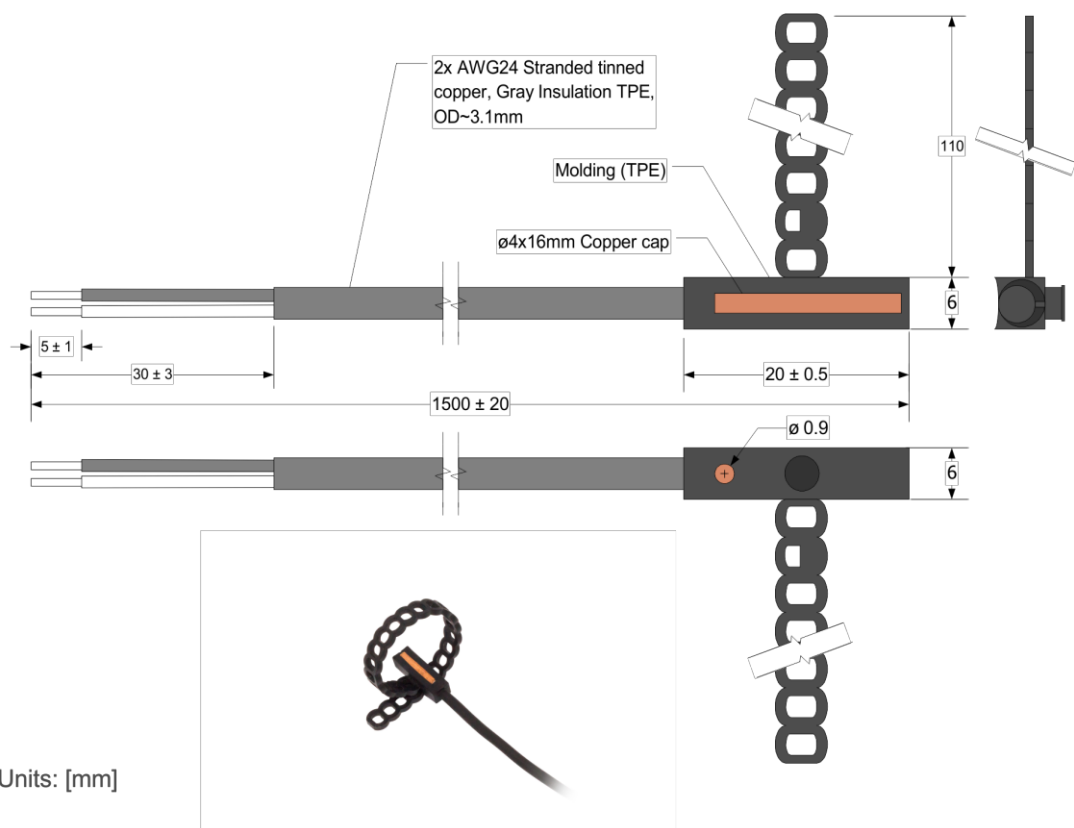 2x AWG24 Stranded tinned
copper, Gray Insulation TPE,
OD~3.1mm
110
Molding (TPE)
ø4x16mm Copper cap
6
5 ± 1
30 ± 3
20 ± 0.5
1500 ± 20
ø 0.9
6
Units: [mm]